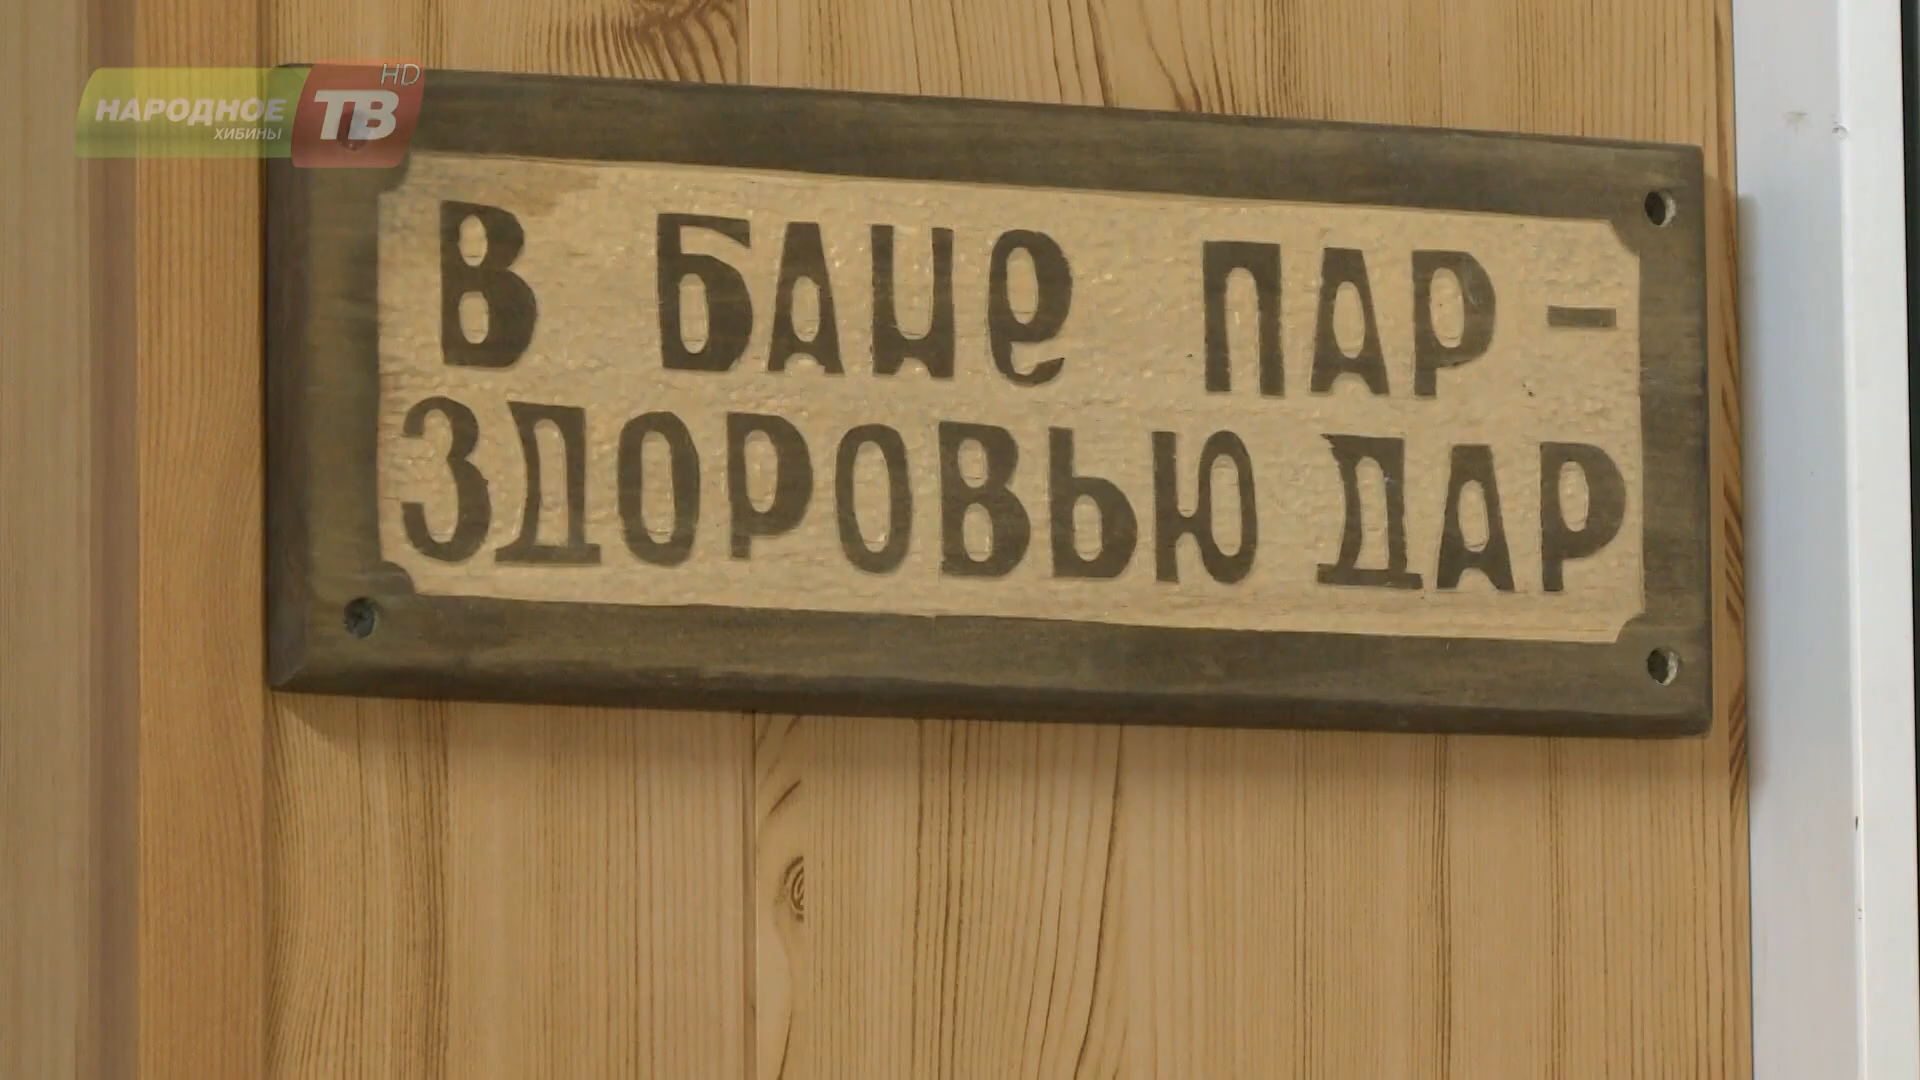 НАРОДНОЕ ТВ HD
ХИБИНЫ
В БАНе ПАР –
ЗДОРОВЬЮ ДАР